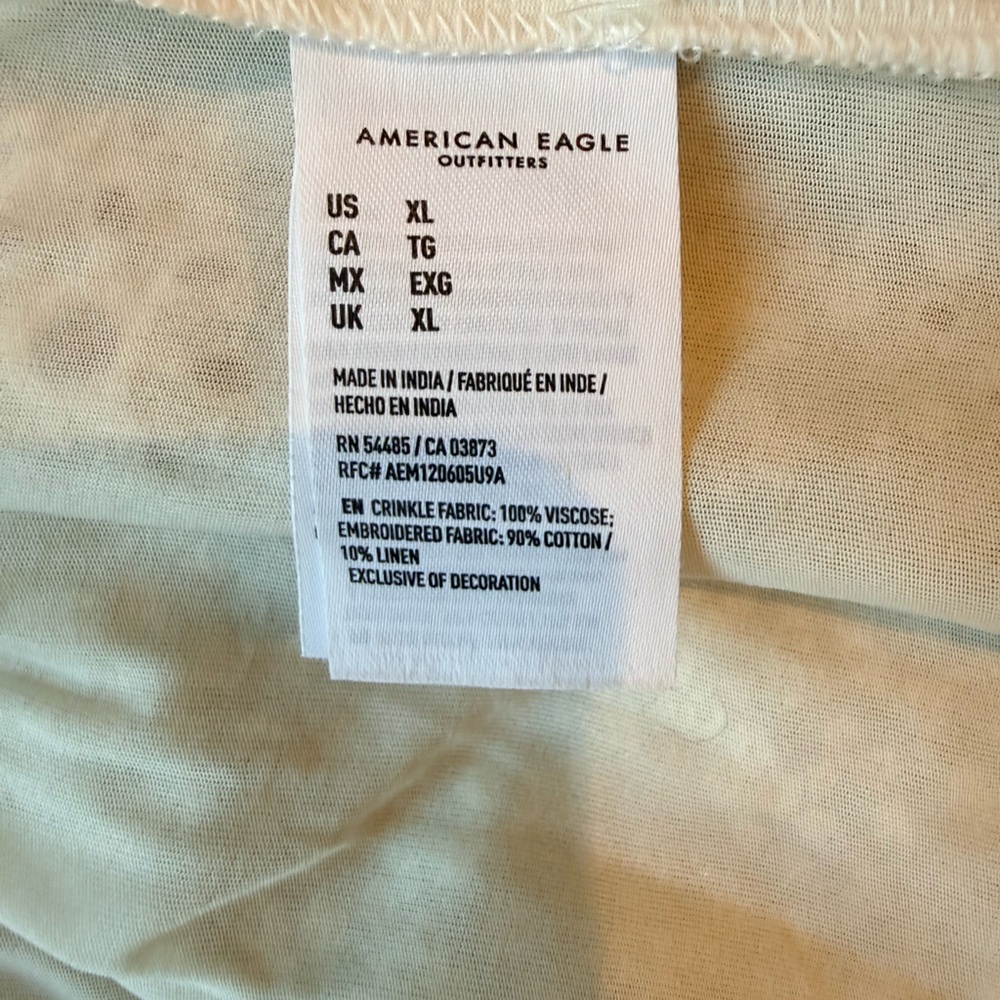 AMERICAN EAGLE
OUTFITTERS
US XL
CA TG
MX EXG
UK XL
MADE IN INDIA / FABRIQUÉ EN INDE /
HECHO EN INDIA
RN 54485 / CA 03873
RFC# AEM120605U9A
EN CRINKLE FABRIC: 100% VISCOSE;
EMBROIDERED FABRIC: 90% COTTON /
10% LINEN
EXCLUSIVE OF DECORATION